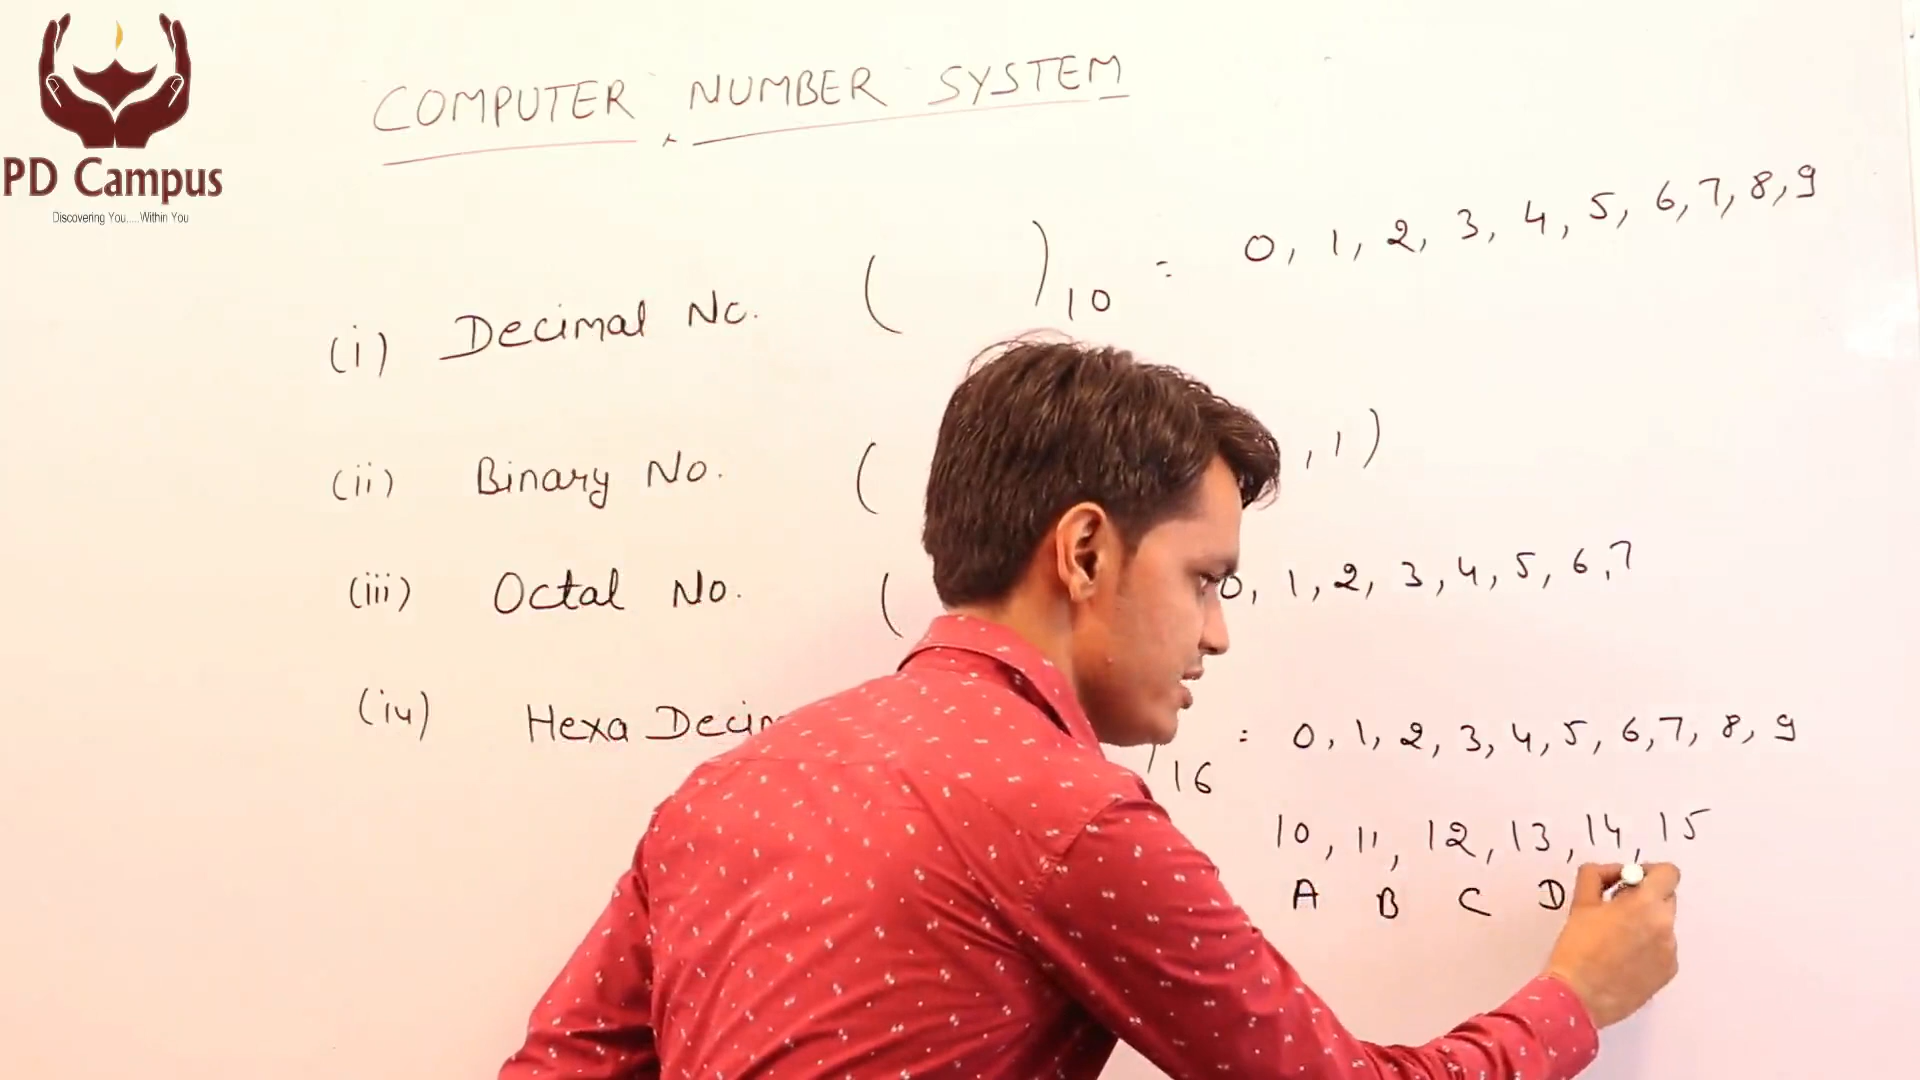 PD Campus
Discovering You.....Within You
COMPUTER NUMBER SYSTEM
(i) Decimal No. ( )10 = 0, 1, 2, 3, 4, 5, 6, 7, 8, 9
(ii) Binary No. ( , 1)
(iii) Octal No. ( 0, 1, 2, 3, 4, 5, 6, 7
(iv) Hexa Decim )16 = 0, 1, 2, 3, 4, 5, 6, 7, 8, 9
10, 11, 12, 13, 14, 15
A B C D